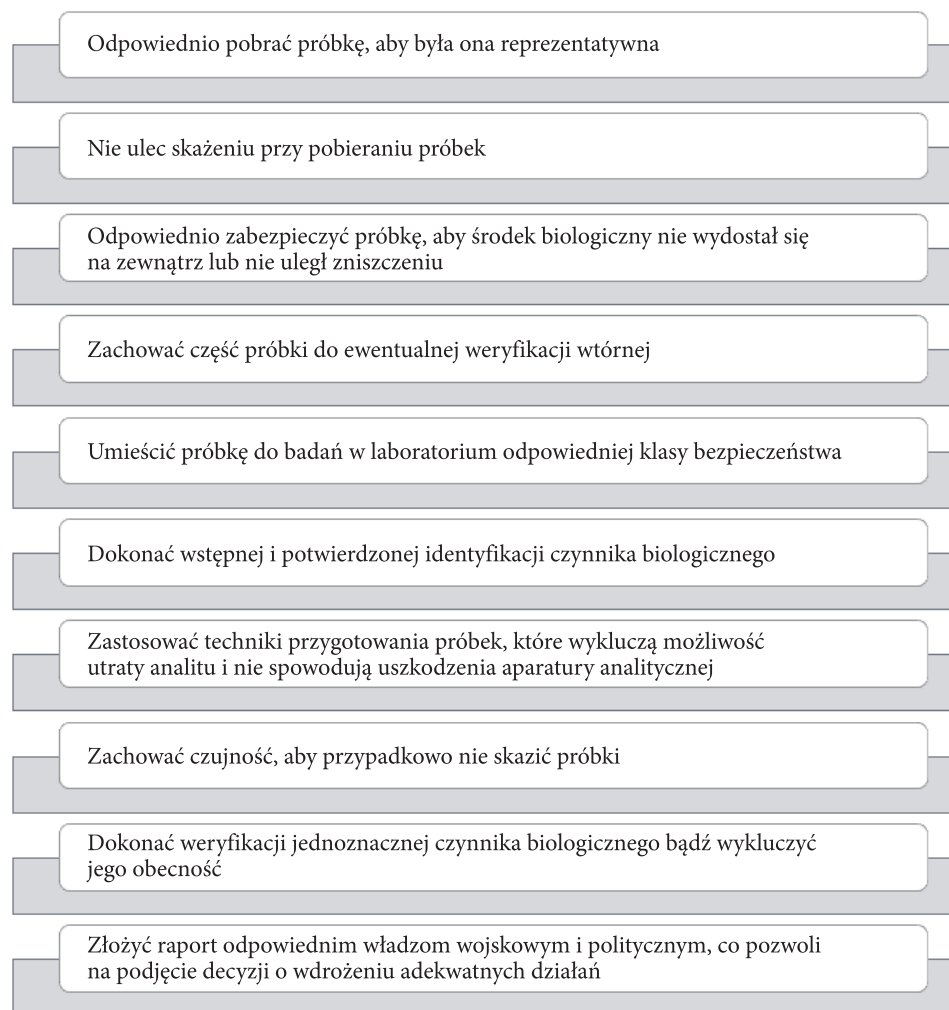 Odpowiednio pobrać próbkę, aby była ona reprezentatywna
Nie ulec skażeniu przy pobieraniu próbek
Odpowiednio zabezpieczyć próbkę, aby środek biologiczny nie wydostał się
na zewnątrz lub nie uległ zniszczeniu
Zachować część próbki do ewentualnej weryfikacji wtórnej
Umieścić próbkę do badań w laboratorium odpowiedniej klasy bezpieczeństwa
Dokonać wstępnej i potwierdzonej identyfikacji czynnika biologicznego
Zastosować techniki przygotowania próbek, które wykluczą możliwość
utraty analitu i nie spowodują uszkodzenia aparatury analitycznej
Zachować czujność, aby przypadkowo nie skazić próbki
Dokonać weryfikacji jednoznacznej czynnika biologicznego bądź wykluczyć
jego obecność
Złożyć raport odpowiednim władzom wojskowym i politycznym, co pozwoli
na podjęcie decyzji o wdrożeniu adekwatnych działań